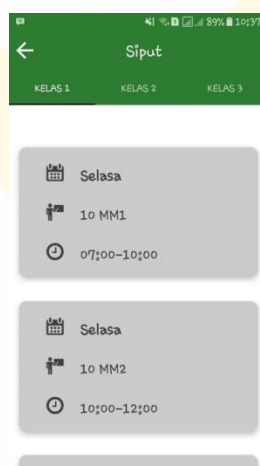 89% 10:37
Siput
KELAS 1 KELAS 2 KELAS 3
Selasa
10 MM1
07:00-10:00
Selasa
10 MM2
10:00-12:00